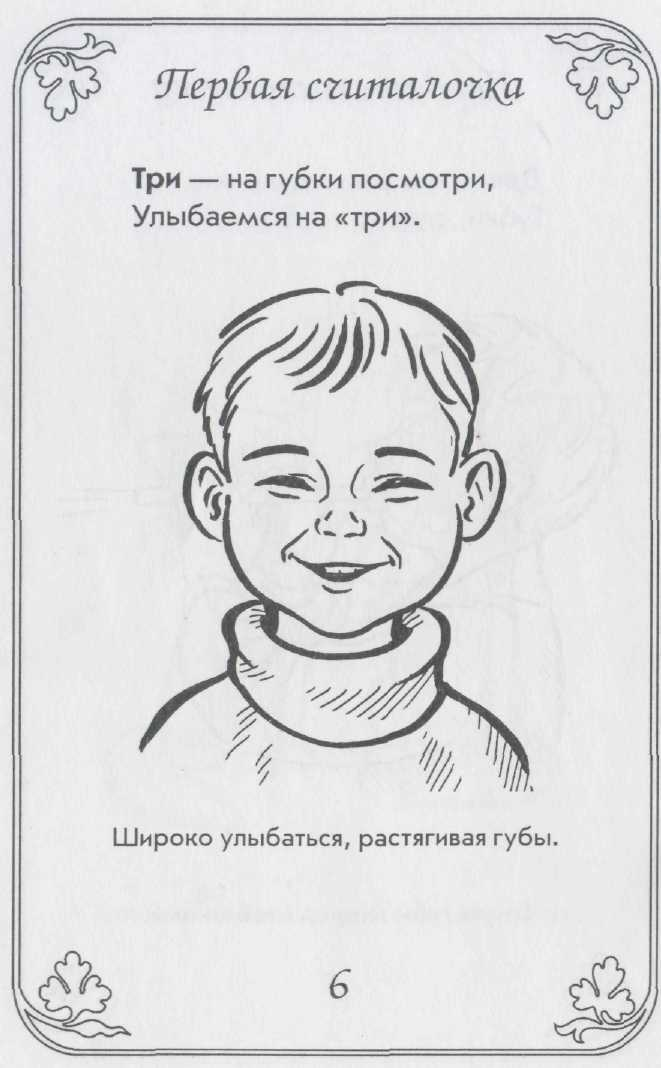 Первая считалочка
Три — на губки посмотри,
Улыбаемся на «три».
Широко улыбаться, растягивая губы.
6